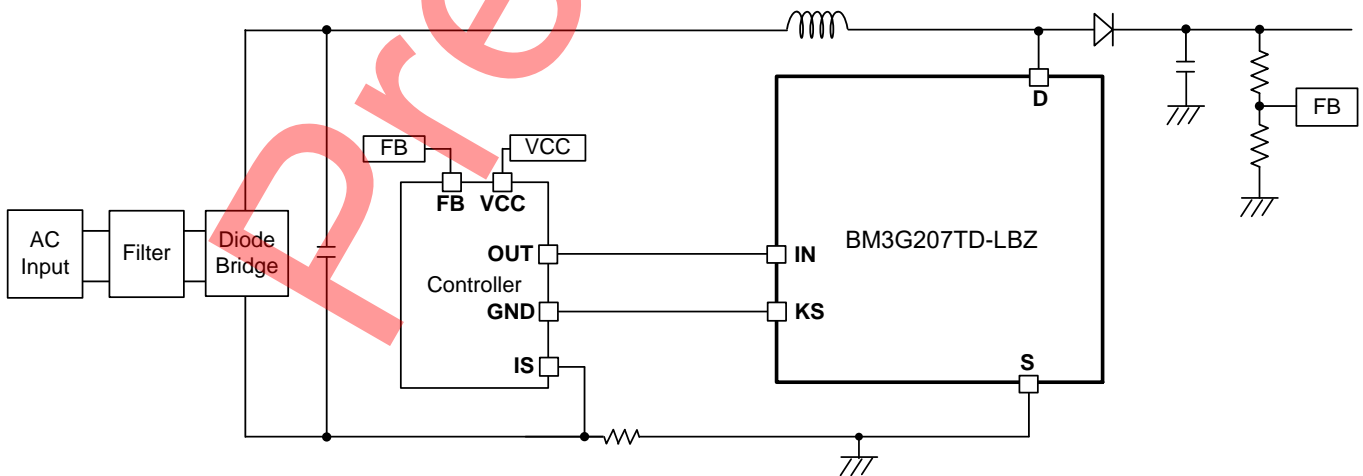 Pre
D
FB
FB
VCC
FB VCC
AC
Input
Filter
Diode
Bridge
OUT
Controller
GND
IS
IN
KS
BM3G207TD-LBZ
S